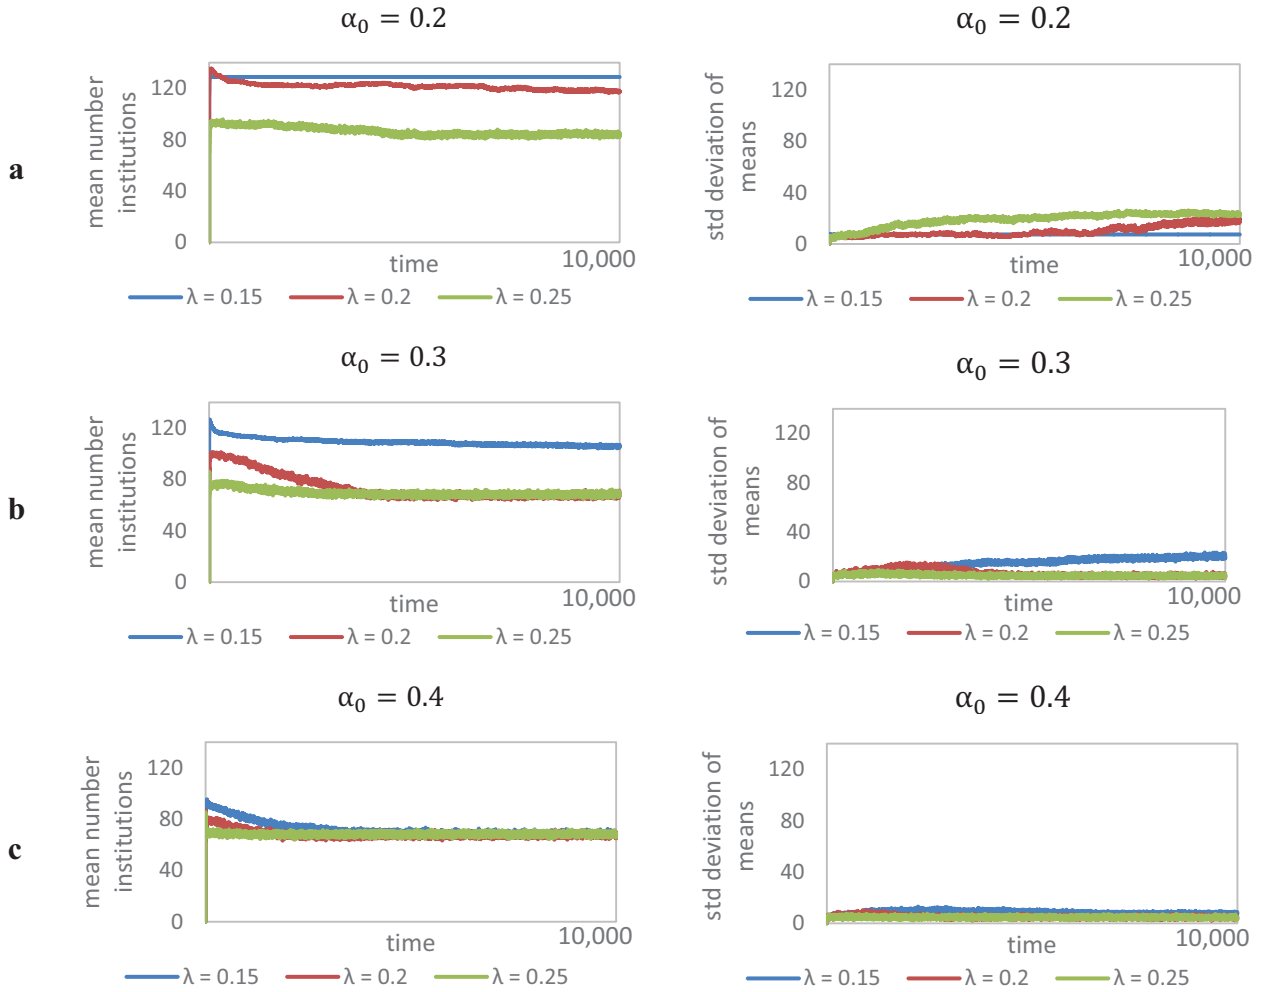 α₀ = 0.2
α₀ = 0.2
a
mean number
institutions
120
80
40
0
time
10,000
λ = 0.15 λ = 0.2 λ = 0.25
std deviation of
means
120
80
40
0
time
10,000
λ = 0.15 λ = 0.2 λ = 0.25
α₀ = 0.3
α₀ = 0.3
b
mean number
institutions
120
80
40
0
time
10,000
λ = 0.15 λ = 0.2 λ = 0.25
std deviation of
means
120
80
40
0
time
10,000
λ = 0.15 λ = 0.2 λ = 0.25
α₀ = 0.4
α₀ = 0.4
c
mean number
institutions
120
80
40
0
time
10,000
λ = 0.15 λ = 0.2 λ = 0.25
std deviation of
means
120
80
40
0
time
10,000
λ = 0.15 λ = 0.2 λ = 0.25